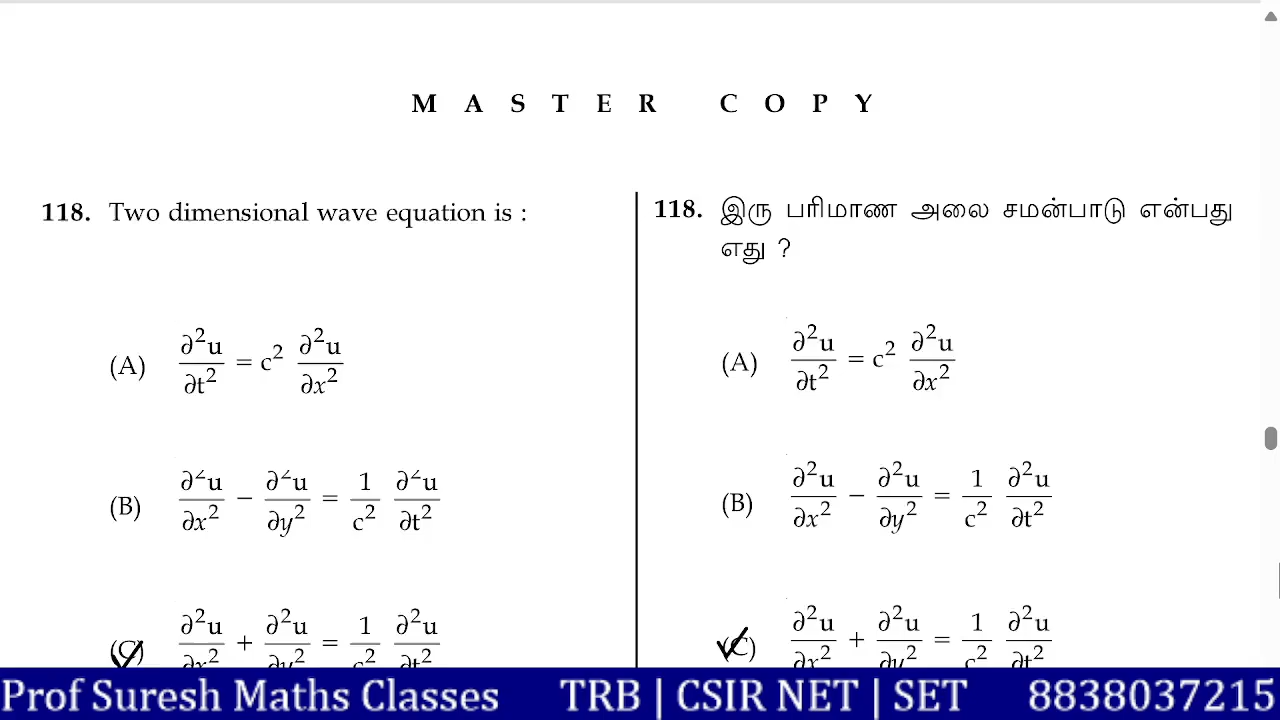 M A S T E R C O P Y
118. Two dimensional wave equation is :
(A) ∂²u/∂t² = c² ∂²u/∂x²
(B) ∂²u/∂x² − ∂²u/∂y² = 1/c² ∂²u/∂t²
(C) ∂²u/∂x² + ∂²u/∂y² = 1/c² ∂²u/∂t²
118. இரு பரிமாண அலை சமன்பாடு என்பது
எது ?
(A) ∂²u/∂t² = c² ∂²u/∂x²
(B) ∂²u/∂x² − ∂²u/∂y² = 1/c² ∂²u/∂t²
(C) ∂²u/∂x² + ∂²u/∂y² = 1/c² ∂²u/∂t²
Prof Suresh Maths Classes TRB | CSIR NET | SET 8838037215